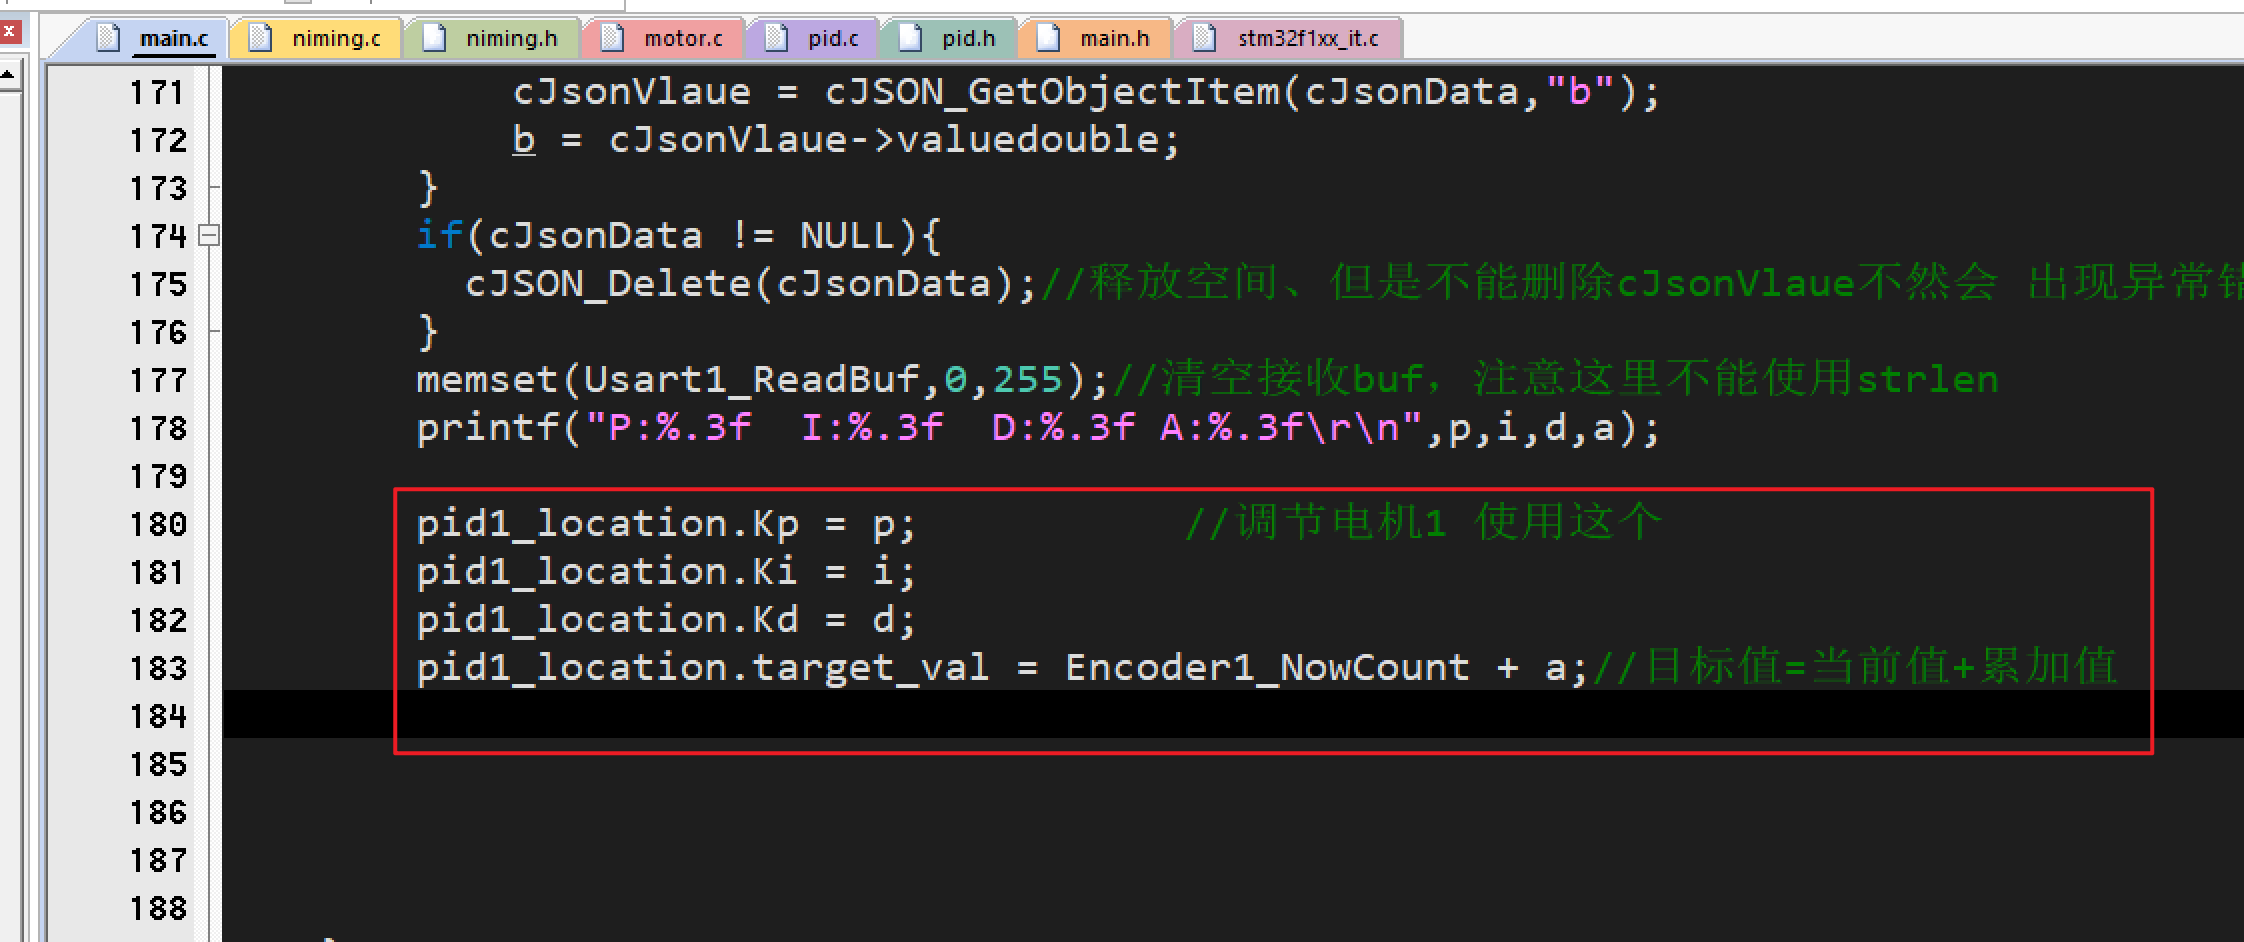 main.c niming.c niming.h motor.c pid.c pid.h main.h stm32f1xx_it.c
171 cJsonVlaue = cJSON_GetObjectItem(cJsonData,"b");
172 b = cJsonVlaue->valuedouble;
173 }
174 if(cJsonData != NULL){
175 cJSON_Delete(cJsonData);//释放空间、但是不能删除cJsonVlaue不然会 出现异常错
176 }
177 memset(Usart1_ReadBuf,0,255);//清空接收buf，注意这里不能使用strlen
178 printf("P:%.3f  I:%.3f  D:%.3f A:%.3f\r\n",p,i,d,a);
179
180 pid1_location.Kp = p; //调节电机1 使用这个
181 pid1_location.Ki = i;
182 pid1_location.Kd = d;
183 pid1_location.target_val = Encoder1_NowCount + a;//目标值=当前值+累加值
184
185
186
187
188